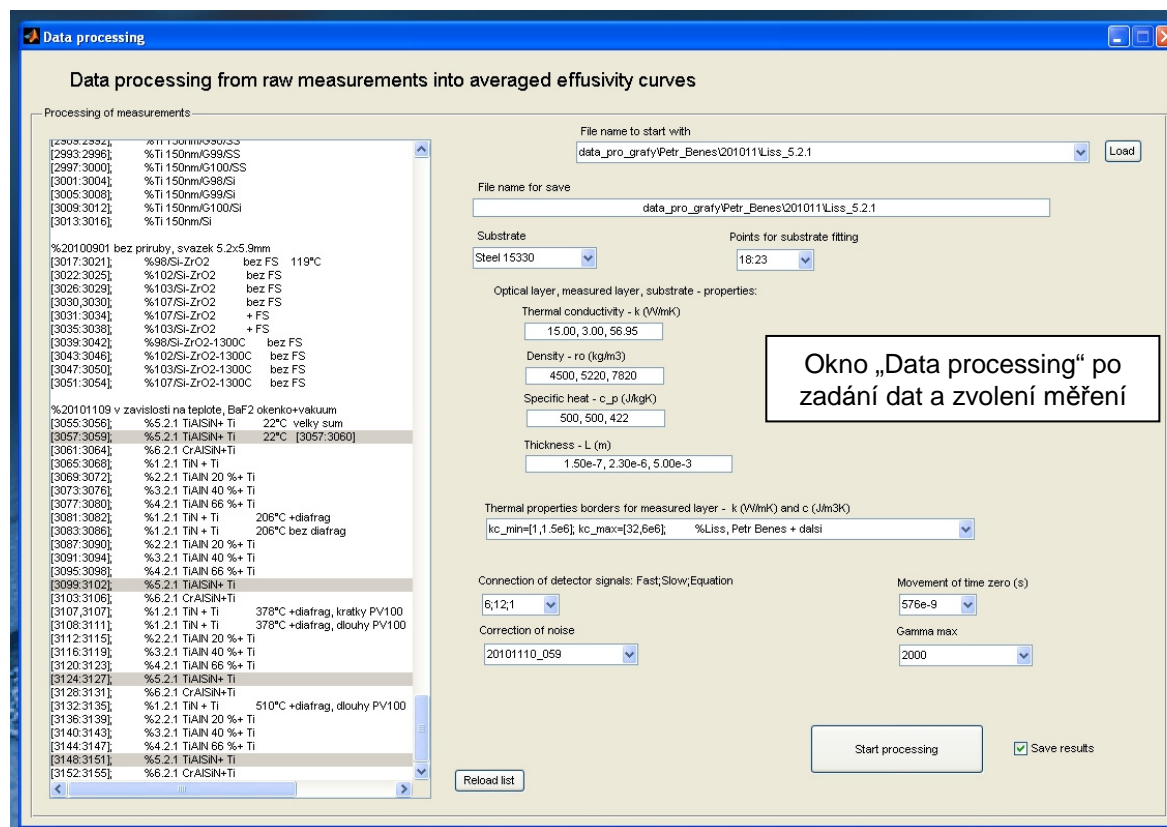 Data processing
Data processing from raw measurements into averaged effusivity curves
Processing of measurements
[2909:2992]; %Ti 150nm/G90/SS
[2993:2996]; %Ti 150nm/G99/SS
[2997:3000]; %Ti 150nm/G100/SS
[3001:3004]; %Ti 150nm/G98/Si
[3005:3008]; %Ti 150nm/G99/Si
[3009:3012]; %Ti 150nm/G100/Si
[3013:3016]; %Ti 150nm/Si
%20100901 bez priruby, svazek 5.2x5.9mm
[3017:3021]; %98/Si-ZrO2 bez FS 119°C
[3022:3025]; %102/Si-ZrO2 bez FS
[3026:3029]; %103/Si-ZrO2 bez FS
[3030,3030]; %107/Si-ZrO2 bez FS
[3031:3034]; %107/Si-ZrO2 + FS
[3035:3038]; %103/Si-ZrO2 + FS
[3039:3042]; %98/Si-ZrO2-1300C bez FS
[3043:3046]; %102/Si-ZrO2-1300C bez FS
[3047:3050]; %103/Si-ZrO2-1300C bez FS
[3051:3054]; %107/Si-ZrO2-1300C bez FS
%20101109 v zavislosti na teplote, BaF2 okenko+vakuum
[3055:3056]; %5.2.1 TiAlSiN+ Ti 22°C velky sum
[3057:3059]; %5.2.1 TiAlSiN+ Ti 22°C [3057:3060]
[3061:3064]; %6.2.1 CrAlSiN+Ti
[3065:3068]; %1.2.1 TiN + Ti
[3069:3072]; %2.2.1 TiAlN 20 %+ Ti
[3073:3076]; %3.2.1 TiAlN 40 %+ Ti
[3077:3080]; %4.2.1 TiAlN 66 %+ Ti
[3081:3082]; %1.2.1 TiN + Ti 206°C +diafrag
[3083:3086]; %1.2.1 TiN + Ti 206°C bez diafrag
[3087:3090]; %2.2.1 TiAlN 20 %+ Ti
[3091:3094]; %3.2.1 TiAlN 40 %+ Ti
[3095:3098]; %4.2.1 TiAlN 66 %+ Ti
[3099:3102]; %5.2.1 TiAlSiN+ Ti
[3103:3106]; %6.2.1 CrAlSiN+Ti
[3107,3107]; %1.2.1 TiN + Ti 378°C +diafrag, kratky PV100
[3108:3111]; %1.2.1 TiN + Ti 378°C +diafrag, dlouhy PV100
[3112:3115]; %2.2.1 TiAlN 20 %+ Ti
[3116:3119]; %3.2.1 TiAlN 40 %+ Ti
[3120:3123]; %4.2.1 TiAlN 66 %+ Ti
[3124:3127]; %5.2.1 TiAlSiN+ Ti
[3128:3131]; %6.2.1 CrAlSiN+Ti
[3132:3135]; %1.2.1 TiN + Ti 510°C +diafrag, dlouhy PV100
[3136:3139]; %2.2.1 TiAlN 20 %+ Ti
[3140:3143]; %3.2.1 TiAlN 40 %+ Ti
[3144:3147]; %4.2.1 TiAlN 66 %+ Ti
[3148:3151]; %5.2.1 TiAlSiN+ Ti
[3152:3155]; %6.2.1 CrAlSiN+Ti
File name to start with
data_pro_grafy\Petr_Benes\201011\Liss_5.2.1
Load
File name for save
data_pro_grafy\Petr_Benes\201011\Liss_5.2.1
Substrate
Points for substrate fitting
Steel 15330
18:23
Optical layer, measured layer, substrate - properties:
Thermal conductivity - k (W/mK)
15.00, 3.00, 56.95
Density - ro (kg/m3)
4500, 5220, 7820
Specific heat - c_p (J/kgK)
500, 500, 422
Thickness - L (m)
1.50e-7, 2.30e-6, 5.00e-3
Okno „Data processing“ po
zadání dat a zvolení měření
Thermal properties borders for measured layer - k (W/mK) and c (J/m3K)
kc_min=[1,1.5e6]; kc_max=[32,6e6]; %Liss, Petr Benes + dalsi
Connection of detector signals: Fast;Slow;Equation
Movement of time zero (s)
6;12;1
576e-9
Correction of noise
Gamma max
20101110_059
2000
Start processing
Save results
Reload list